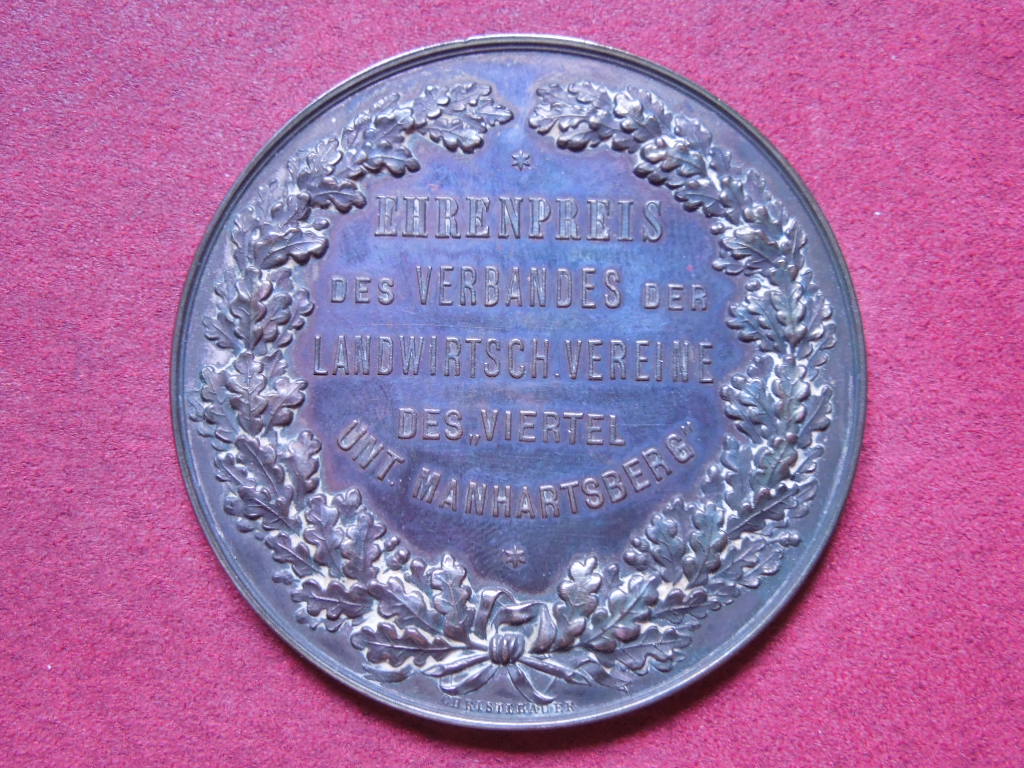 EHRENPREIS
DES VERBANDES DER
LANDWIRTSCH. VEREINE
DES „VIERTEL
UNT. MANHARTSBERG"